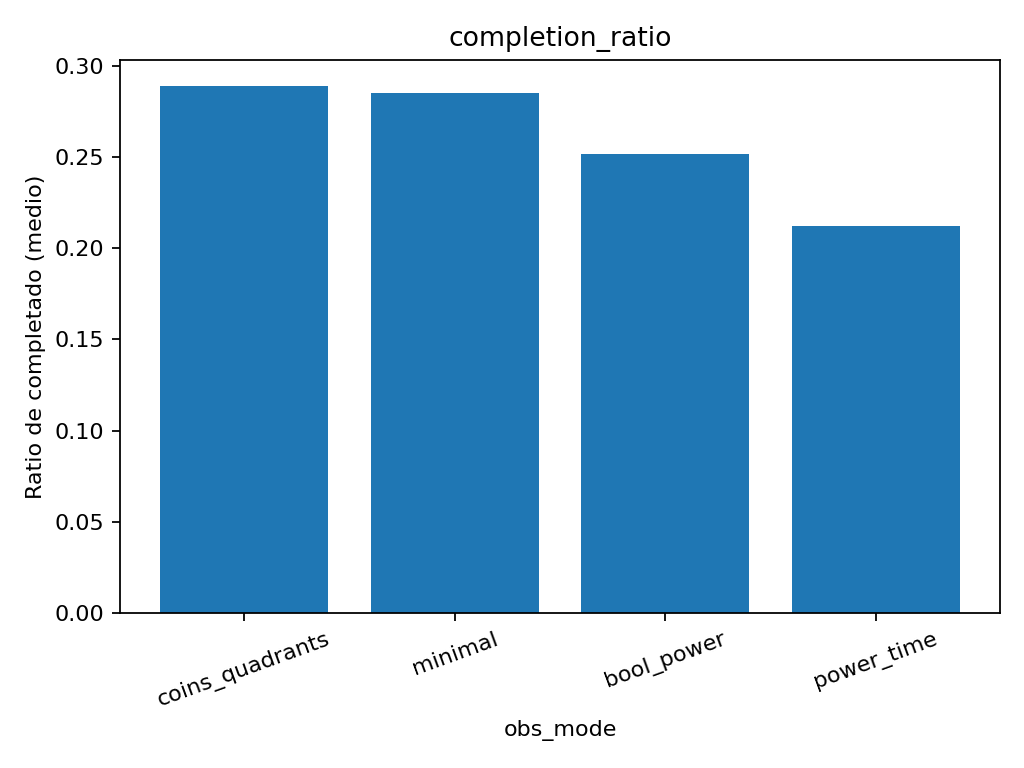 completion_ratio
Ratio de completado (medio)
0.30
0.25
0.20
0.15
0.10
0.05
0.00
coins_quadrants
minimal
bool_power
power_time
obs_mode